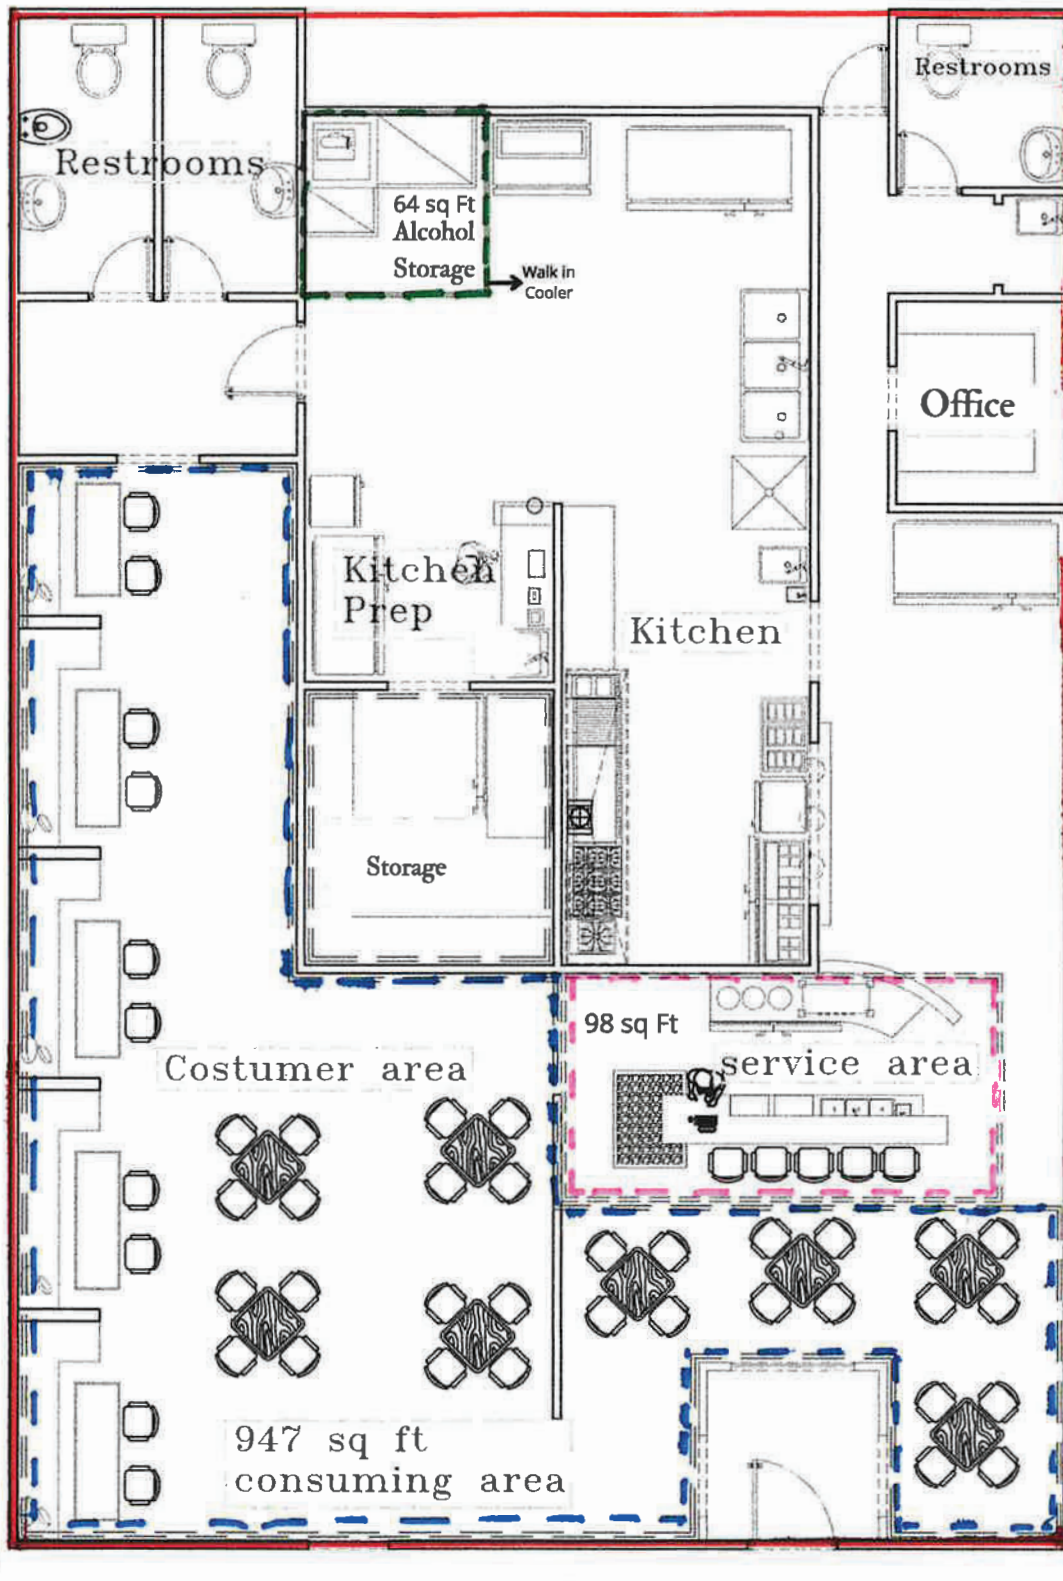 Restrooms
Restrooms
64 sq Ft
Alcohol
Storage
Walk in
Cooler
Office
Kitchen
Prep
Kitchen
Storage
98 sq Ft
service area
Costumer area
947 sq ft
consuming area